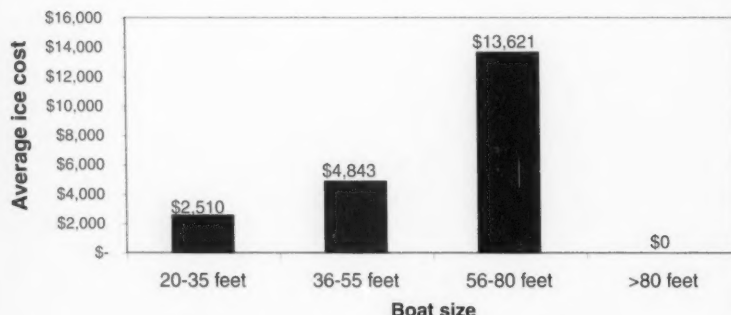 $16,000
$14,000
$12,000
$10,000
$8,000
$6,000
$4,000
$2,000
$-
Average ice cost
$2,510
$4,843
$13,621
$0
20-35 feet
36-55 feet
56-80 feet
>80 feet
Boat size